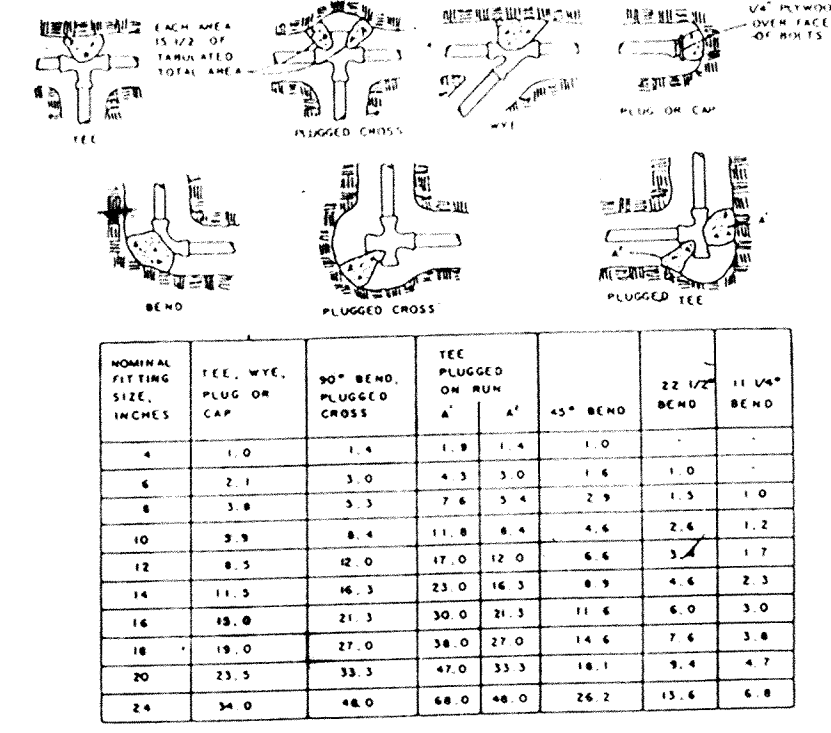 EACH AREA
IS 1/2 OF
TABULATED
TOTAL AREA
1/4" PLYWOO
OVER FACE
OF BOLTS
TEE
PLUGGED CROSS
WYE
PLUG OR CAP
BEND
PLUGGED CROSS
A'
A²
PLUGGED TEE
NOMINAL FITTING SIZE, INCHES | TEE, WYE, PLUG OR CAP | 90° BEND, PLUGGED CROSS | TEE PLUGGED ON RUN A' | A² | 45° BEND | 22 1/2° BEND | 11 1/4° BEND
4 1.0 1.4 1.9 1.4 1.0 - -
6 2.1 3.0 4.3 3.0 1.6 1.0 -
8 3.8 5.3 7.6 5.4 2.9 1.5 1.0
10 5.9 8.4 11.8 8.4 4.6 2.6 1.2
12 8.5 12.0 17.0 12.0 6.6 1.7
14 11.5 16.3 23.0 16.3 8.9 4.6 2.3
16 15.0 21.3 30.0 21.3 11.6 6.0 3.0
18 19.0 27.0 38.0 27.0 14.6 7.6 3.8
20 23.5 33.3 47.0 33.3 18.1 9.4 4.7
24 34.0 48.0 68.0 48.0 26.2 13.6 6.8